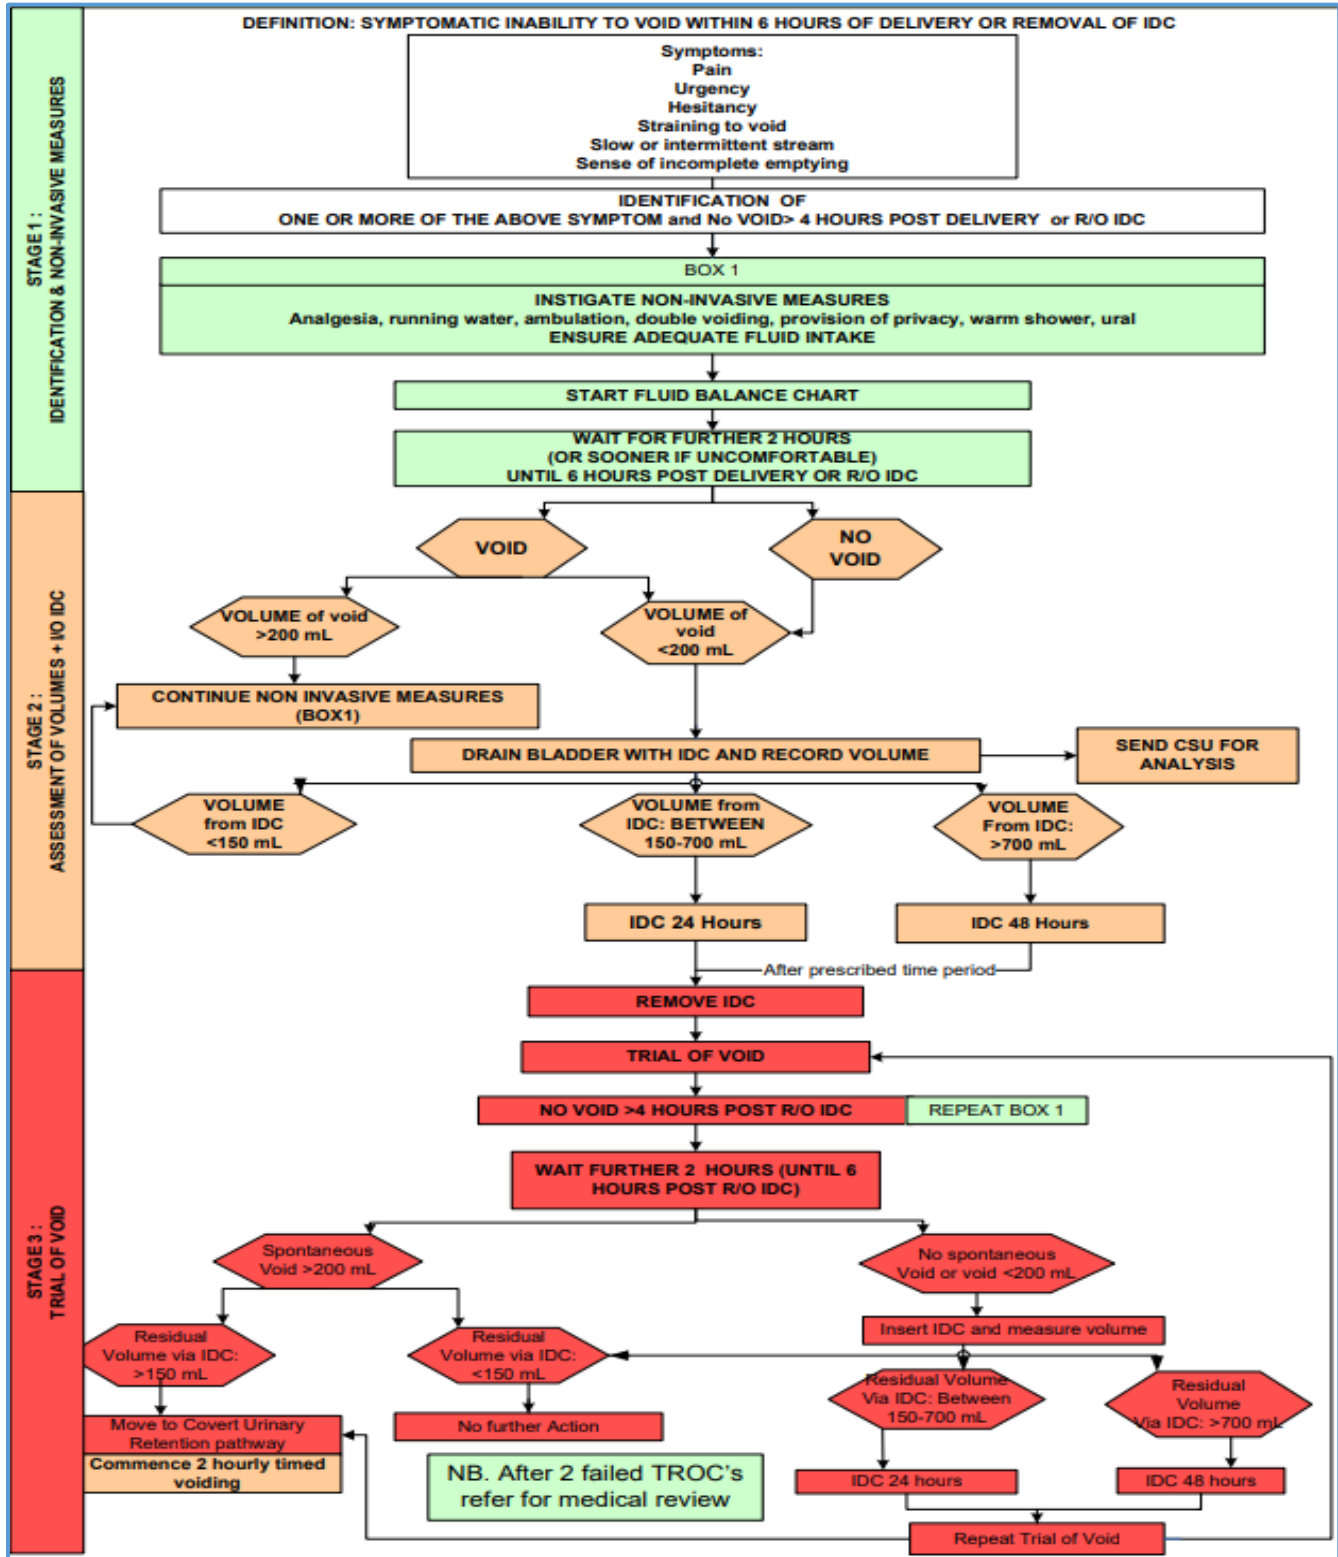 DEFINITION: SYMPTOMATIC INABILITY TO VOID WITHIN 6 HOURS OF DELIVERY OR REMOVAL OF IDC
STAGE 1 :
IDENTIFICATION & NON-INVASIVE MEASURES
Symptoms:
Pain
Urgency
Hesitancy
Straining to void
Slow or intermittent stream
Sense of incomplete emptying
IDENTIFICATION OF
ONE OR MORE OF THE ABOVE SYMPTOM and No VOID> 4 HOURS POST DELIVERY or R/O IDC
BOX 1
INSTIGATE NON-INVASIVE MEASURES
Analgesia, running water, ambulation, double voiding, provision of privacy, warm shower, ural
ENSURE ADEQUATE FLUID INTAKE
START FLUID BALANCE CHART
WAIT FOR FURTHER 2 HOURS
(OR SOONER IF UNCOMFORTABLE)
UNTIL 6 HOURS POST DELIVERY OR R/O IDC
STAGE 2 :
ASSESSMENT OF VOLUMES + I/O IDC
VOID
NO
VOID
VOLUME of void
>200 mL
VOLUME of
void
<200 mL
CONTINUE NON INVASIVE MEASURES
(BOX1)
DRAIN BLADDER WITH IDC AND RECORD VOLUME
SEND CSU FOR
ANALYSIS
VOLUME
from IDC
<150 mL
VOLUME from
IDC: BETWEEN
150-700 mL
VOLUME
From IDC:
>700 mL
IDC 24 Hours
IDC 48 Hours
After prescribed time period
STAGE 3 :
TRIAL OF VOID
REMOVE IDC
TRIAL OF VOID
NO VOID >4 HOURS POST R/O IDC
REPEAT BOX 1
WAIT FURTHER 2 HOURS (UNTIL 6
HOURS POST R/O IDC)
Spontaneous
Void >200 mL
No spontaneous
Void or void <200 mL
Insert IDC and measure volume
Residual
Volume via IDC:
>150 mL
Residual
Volume via IDC:
<150 mL
Residual Volume
Via IDC: Between
150-700 mL
Residual
Volume
Via IDC: >700 mL
Move to Covert Urinary
Retention pathway
Commence 2 hourly timed
voiding
No further Action
NB. After 2 failed TROC's
refer for medical review
IDC 24 hours
IDC 48 hours
Repeat Trial of Void